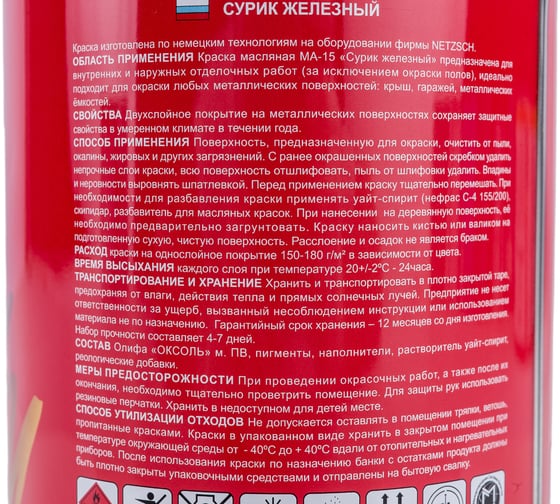 СУРИК ЖЕЛЕЗНЫЙ
Краска изготовлена по немецким технологиям на оборудовании фирмы NETZSCH.
ОБЛАСТЬ ПРИМЕНЕНИЯ Краска масляная МА-15 «Сурик железный» предназначена для
внутренних и наружных отделочных работ (за исключением окраски полов), идеально
подходит для окраски любых металлических поверхностей: крыш, гаражей, металлических
ёмкостей.
СВОЙСТВА Двухслойное покрытие на металлических поверхностях сохраняет защитные
свойства в умеренном климате в течении года.
СПОСОБ ПРИМЕНЕНИЯ Поверхность, предназначенную для окраски, очистить от пыли,
окалины, жировых и других загрязнений. С ранее окрашенных поверхностей скребком удалить
непрочные слои краски, всю поверхность отшлифовать, пыль от шлифовки удалить. Впадины
и неровности выровнять шпатлевкой. Перед применением краску тщательно перемешать. При
необходимости для разбавления краски применять уайт-спирит (нефрас С-4 155/200),
скипидар, разбавитель для масляных красок. При нанесении на деревянную поверхность, её
необходимо предварительно загрунтовать. Краску наносить кистью или валиком на
подготовленную сухую, чистую поверхность. Расслоение и осадок не является браком.
РАСХОД краски на однослойное покрытие 150-180 г/м² в зависимости от цвета.
ВРЕМЯ ВЫСЫХАНИЯ каждого слоя при температуре 20+/-2ºС - 24часа.
ТРАНСПОРТИРОВАНИЕ И ХРАНЕНИЕ Хранить и транспортировать в плотно закрытой таре,
предохраняя от влаги, действия тепла и прямых солнечных лучей. Предприятие не несет
ответственности за ущерб, вызванный несоблюдением инструкции или использованием
материала не по назначению. Гарантийный срок хранения – 12 месяцев со дня изготовления.
Набор прочности составляет 4-7 дней.
СОСТАВ Олифа «ОКСОЛЬ» м. ПВ, пигменты, наполнители, растворитель уайт-спирит,
реологические добавки.
МЕРЫ ПРЕДОСТОРОЖНОСТИ При проведении окрасочных работ, а также после их
окончания, необходимо тщательно проветрить помещение. Для защиты рук использовать
резиновые перчатки. Хранить в недоступном для детей месте.
СПОСОБ УТИЛИЗАЦИИ ОТХОДОВ Не допускается оставлять в помещении тряпки, ветошь,
пропитанные красками. Краски в упакованном виде хранить в закрытом помещении при
температуре окружающей среды от - 40ºС до + 40ºС вдали от отопительных и нагревательных
приборов. После использования краски по назначению банки с остатками продукта должны
быть плотно закрыты упаковочными средствами и отправлены на бытовую свалку.